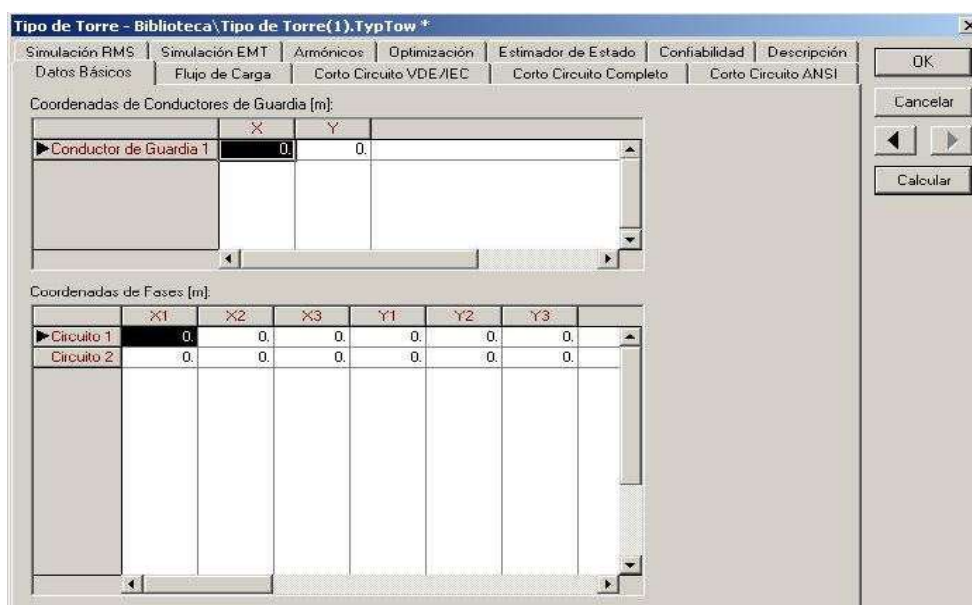 Tipo de Torre - Biblioteca\Tipo de Torre(1).TypTow *
Simulación RMS Simulación EMT Armónicos Optimización Estimador de Estado Confiabilidad Descripción
Datos Básicos Flujo de Carga Corto Circuito VDE/IEC Corto Circuito Completo Corto Circuito ANSI
OK
Cancelar
Calcular
Coordenadas de Conductores de Guardia [m]:
X Y
Conductor de Guardia 1 0. 0.
Coordenadas de Fases [m]:
X1 X2 X3 Y1 Y2 Y3
Circuito 1 0. 0. 0. 0. 0. 0.
Circuito 2 0. 0. 0. 0. 0. 0.